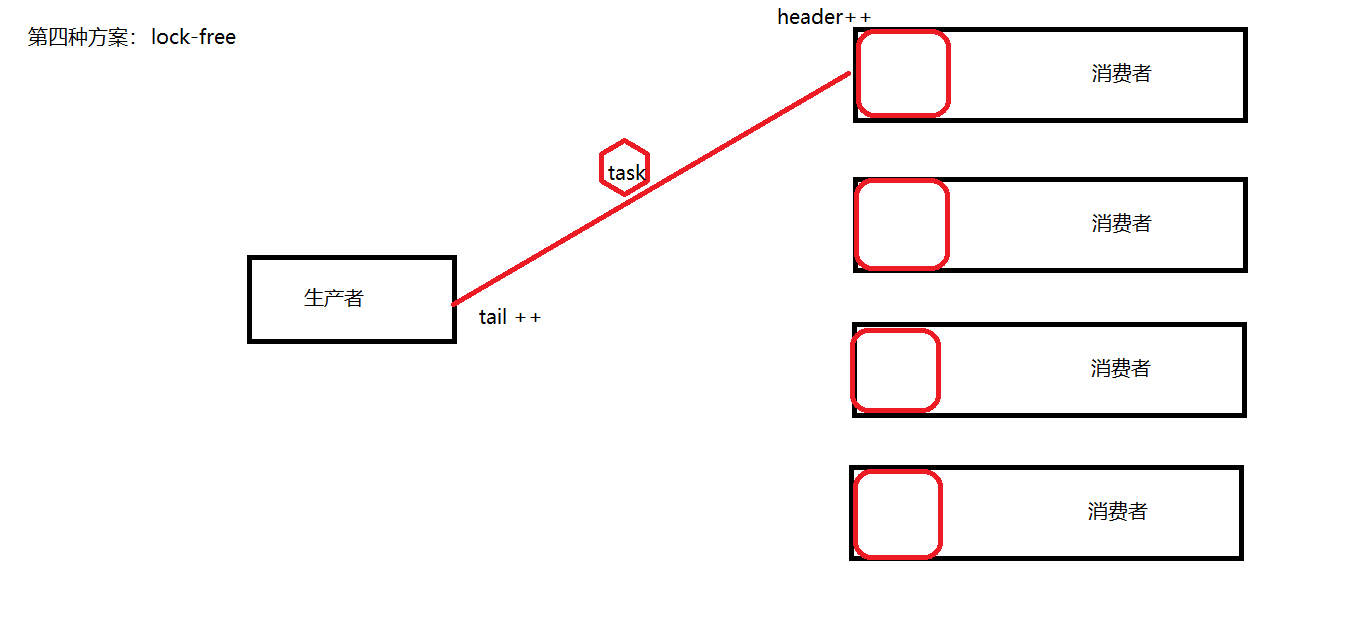 header++
第四种方案：lock-free
消费者
task
消费者
生产者
tail ++
消费者
消费者